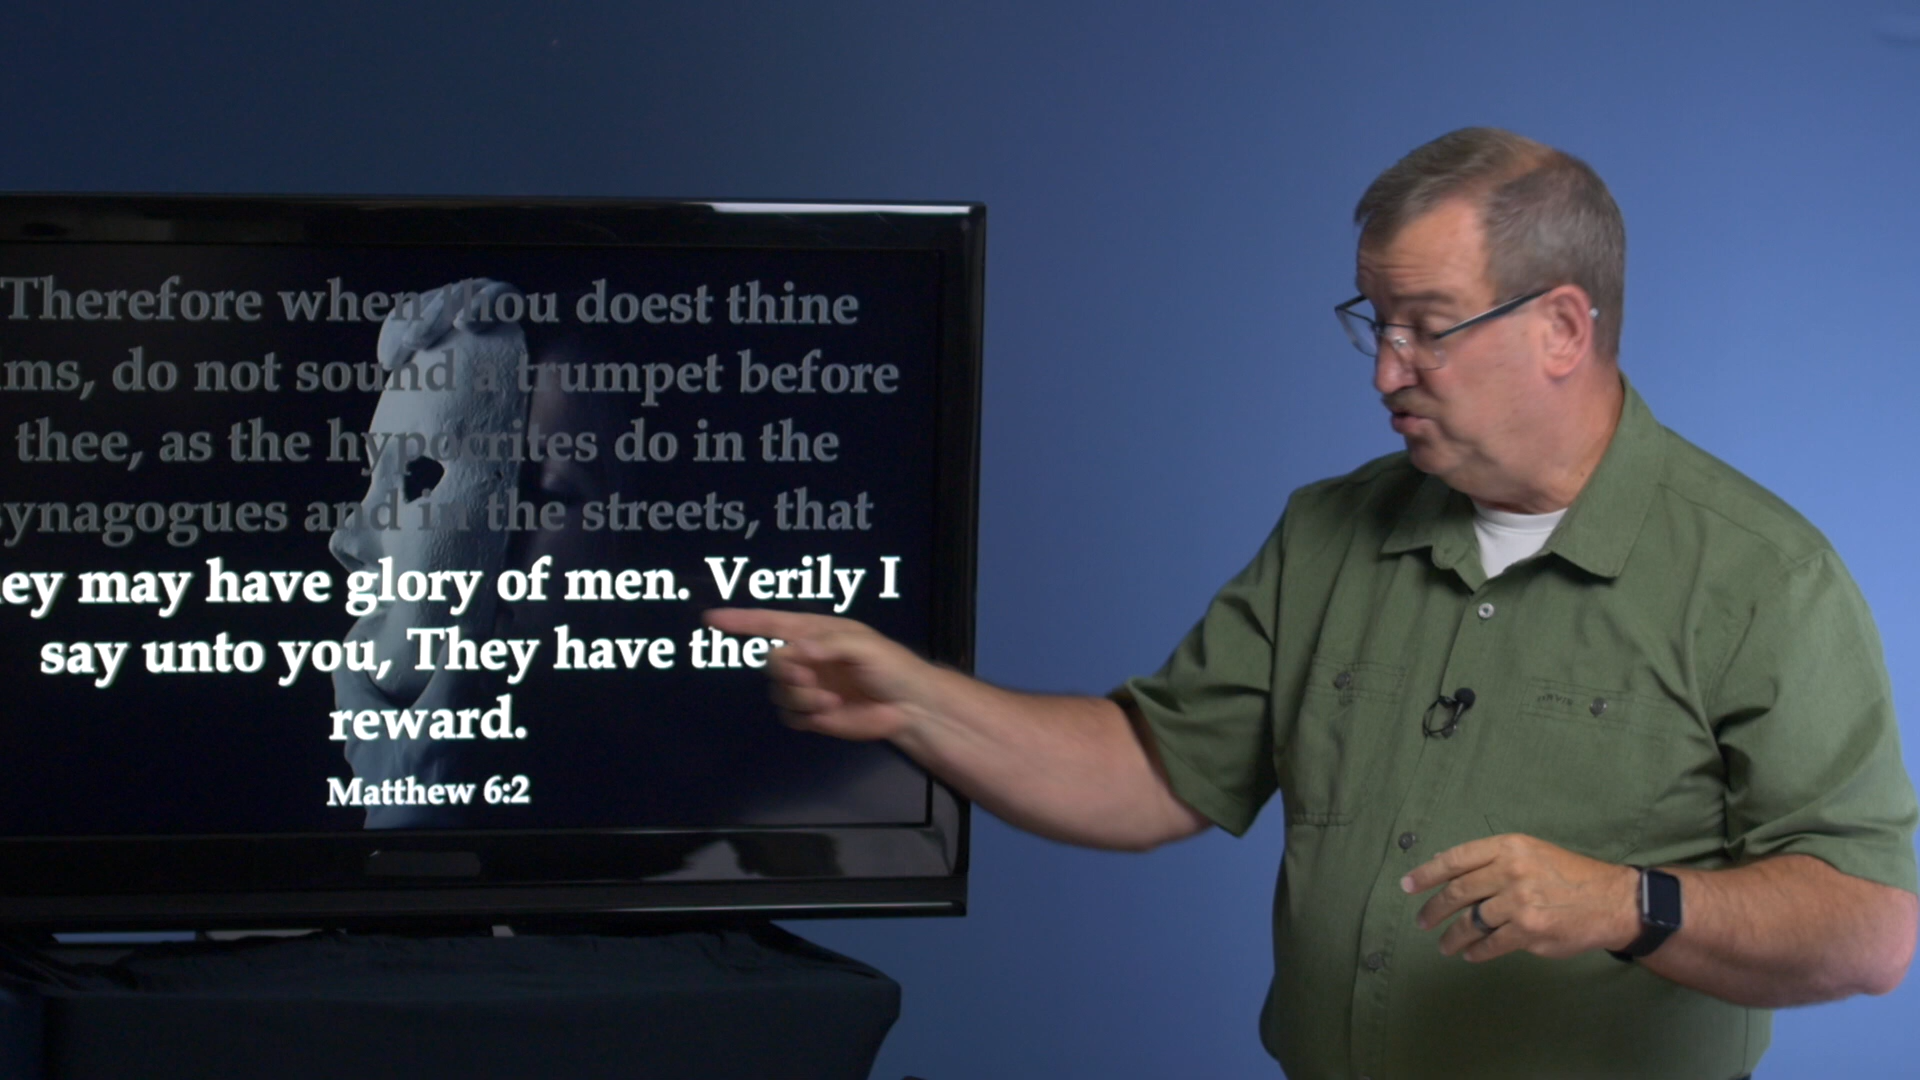 Therefore when thou doest thine
ms, do not sound a trumpet before
thee, as the hypocrites do in the
synagogues and in the streets, that
ey may have glory of men. Verily I
say unto you, They have the
reward.
Matthew 6:2
ORVIS